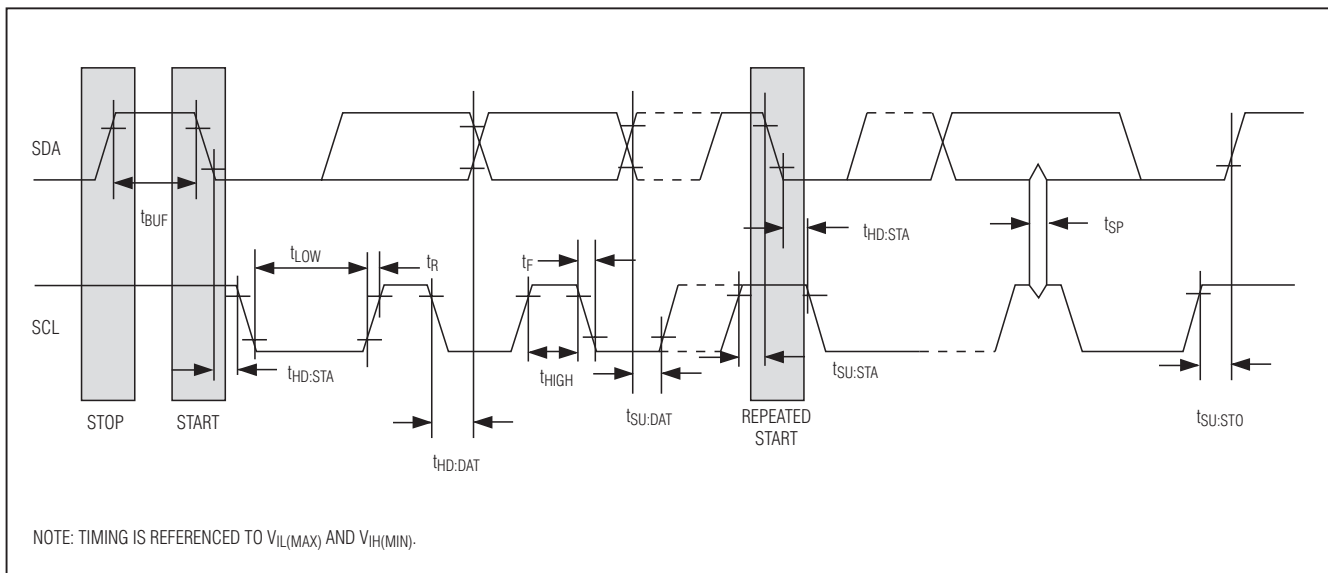 SDA
tBUF
tHD:STA
tSP
tLOW
tR
tF
SCL
tHD:STA
tHIGH
tSU:STA
tSU:DAT
tSU:STO
STOP
START
REPEATED
START
tHD:DAT
NOTE: TIMING IS REFERENCED TO VIL(MAX) AND VIH(MIN).